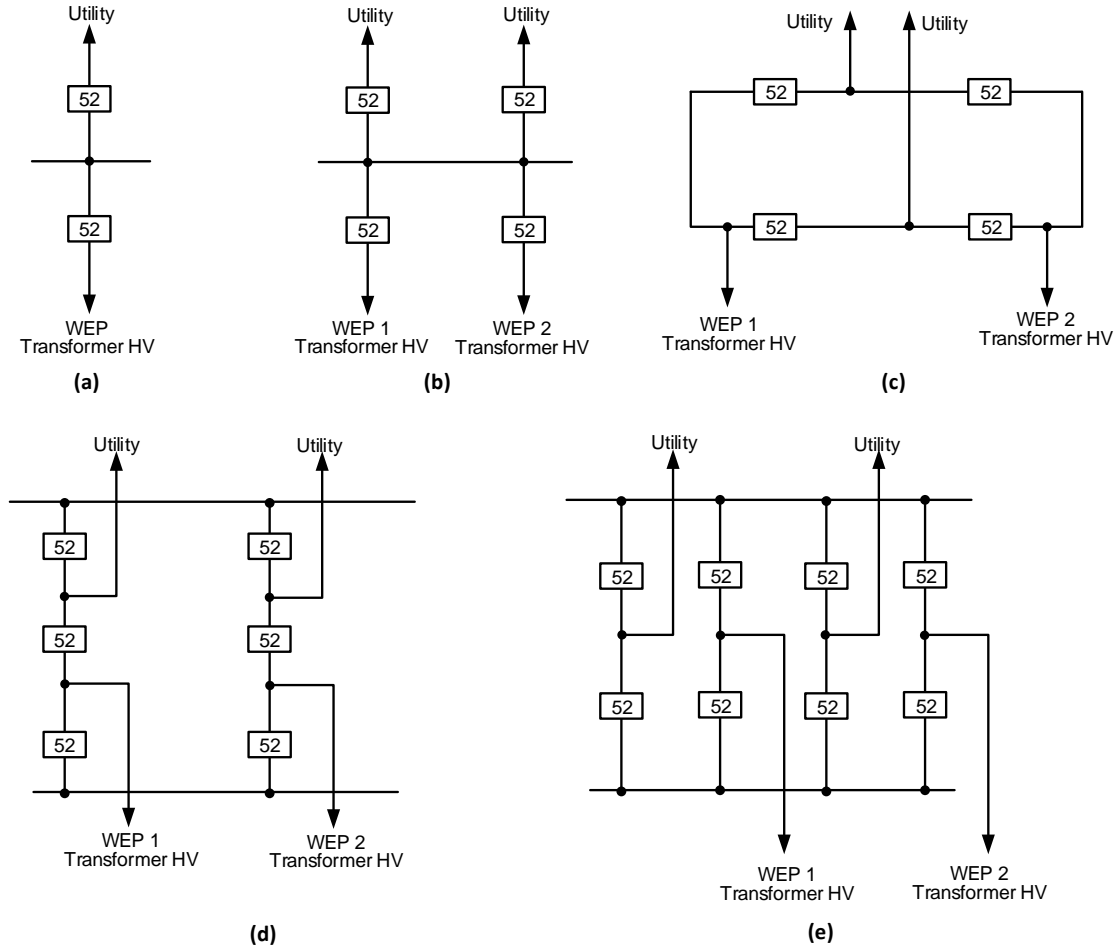 Utility
52
52
WEP
Transformer HV
(a)
Utility
Utility
52
52
52
52
WEP 1
Transformer HV
WEP 2
Transformer HV
(b)
Utility
Utility
52
52
52
52
WEP 1
Transformer HV
WEP 2
Transformer HV
(c)
Utility
Utility
52
52
52
52
52
52
WEP 1
Transformer HV
WEP 2
Transformer HV
(d)
Utility
Utility
52
52
52
52
52
52
52
52
WEP 1
Transformer HV
WEP 2
Transformer HV
(e)